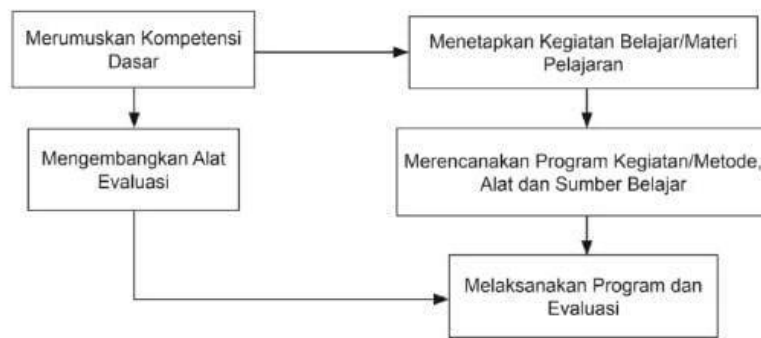 Merumuskan Kompetensi
Dasar
Menetapkan Kegiatan Belajar/Materi
Pelajaran
Mengembangkan Alat
Evaluasi
Merencanakan Program Kegiatan/Metode,
Alat dan Sumber Belajar
Melaksanakan Program dan
Evaluasi